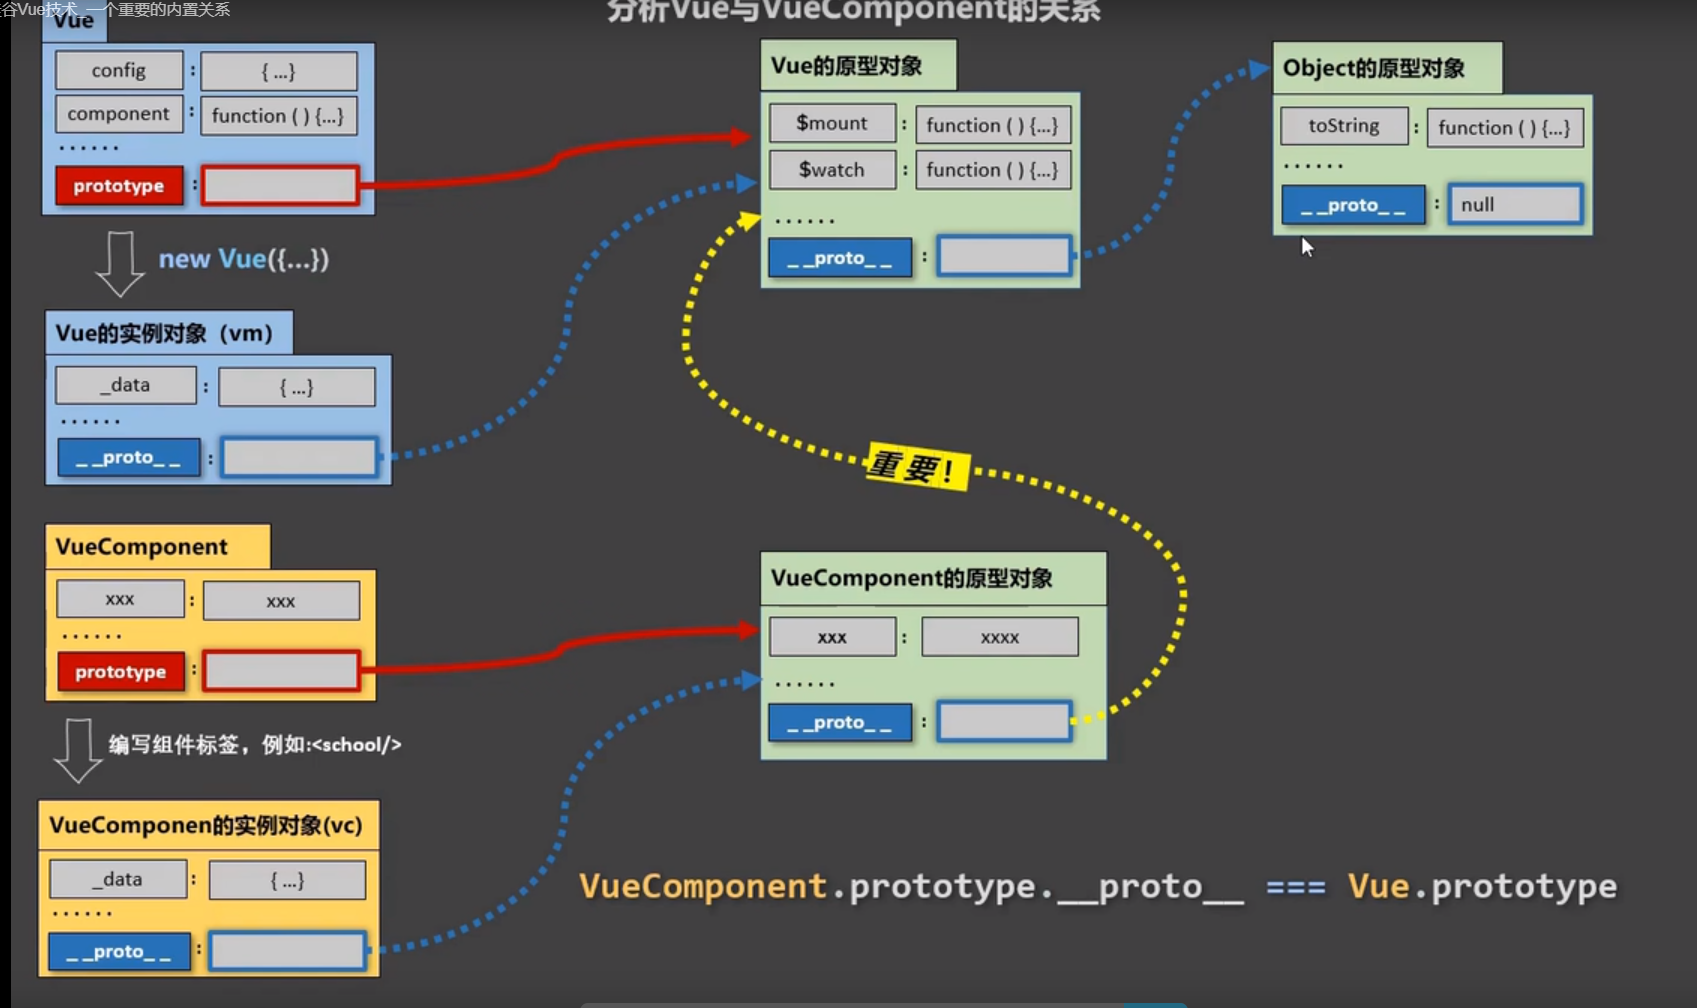 谷Vue技术_一个重要的内置关系
分析Vue与VueComponent的关系
Vue
config : { ...}
component : function ( ) {...}
······
prototype :
new Vue({...})
Vue的实例对象（vm）
_data : { ...}
······
_ _proto_ _ :
VueComponent
xxx : xxx
······
prototype :
编写组件标签，例如:<school/>
VueComponen的实例对象(vc)
_data : { ...}
······
_ _proto_ _ :
Vue的原型对象
$mount : function ( ) {...}
$watch : function ( ) {...}
······
_ _proto_ _ :
重要！
VueComponent的原型对象
xxx : xxxx
······
_ _proto_ _ :
Object的原型对象
toString : function ( ) {...}
······
_ _proto_ _ : null
VueComponent.prototype.__proto__ === Vue.prototype